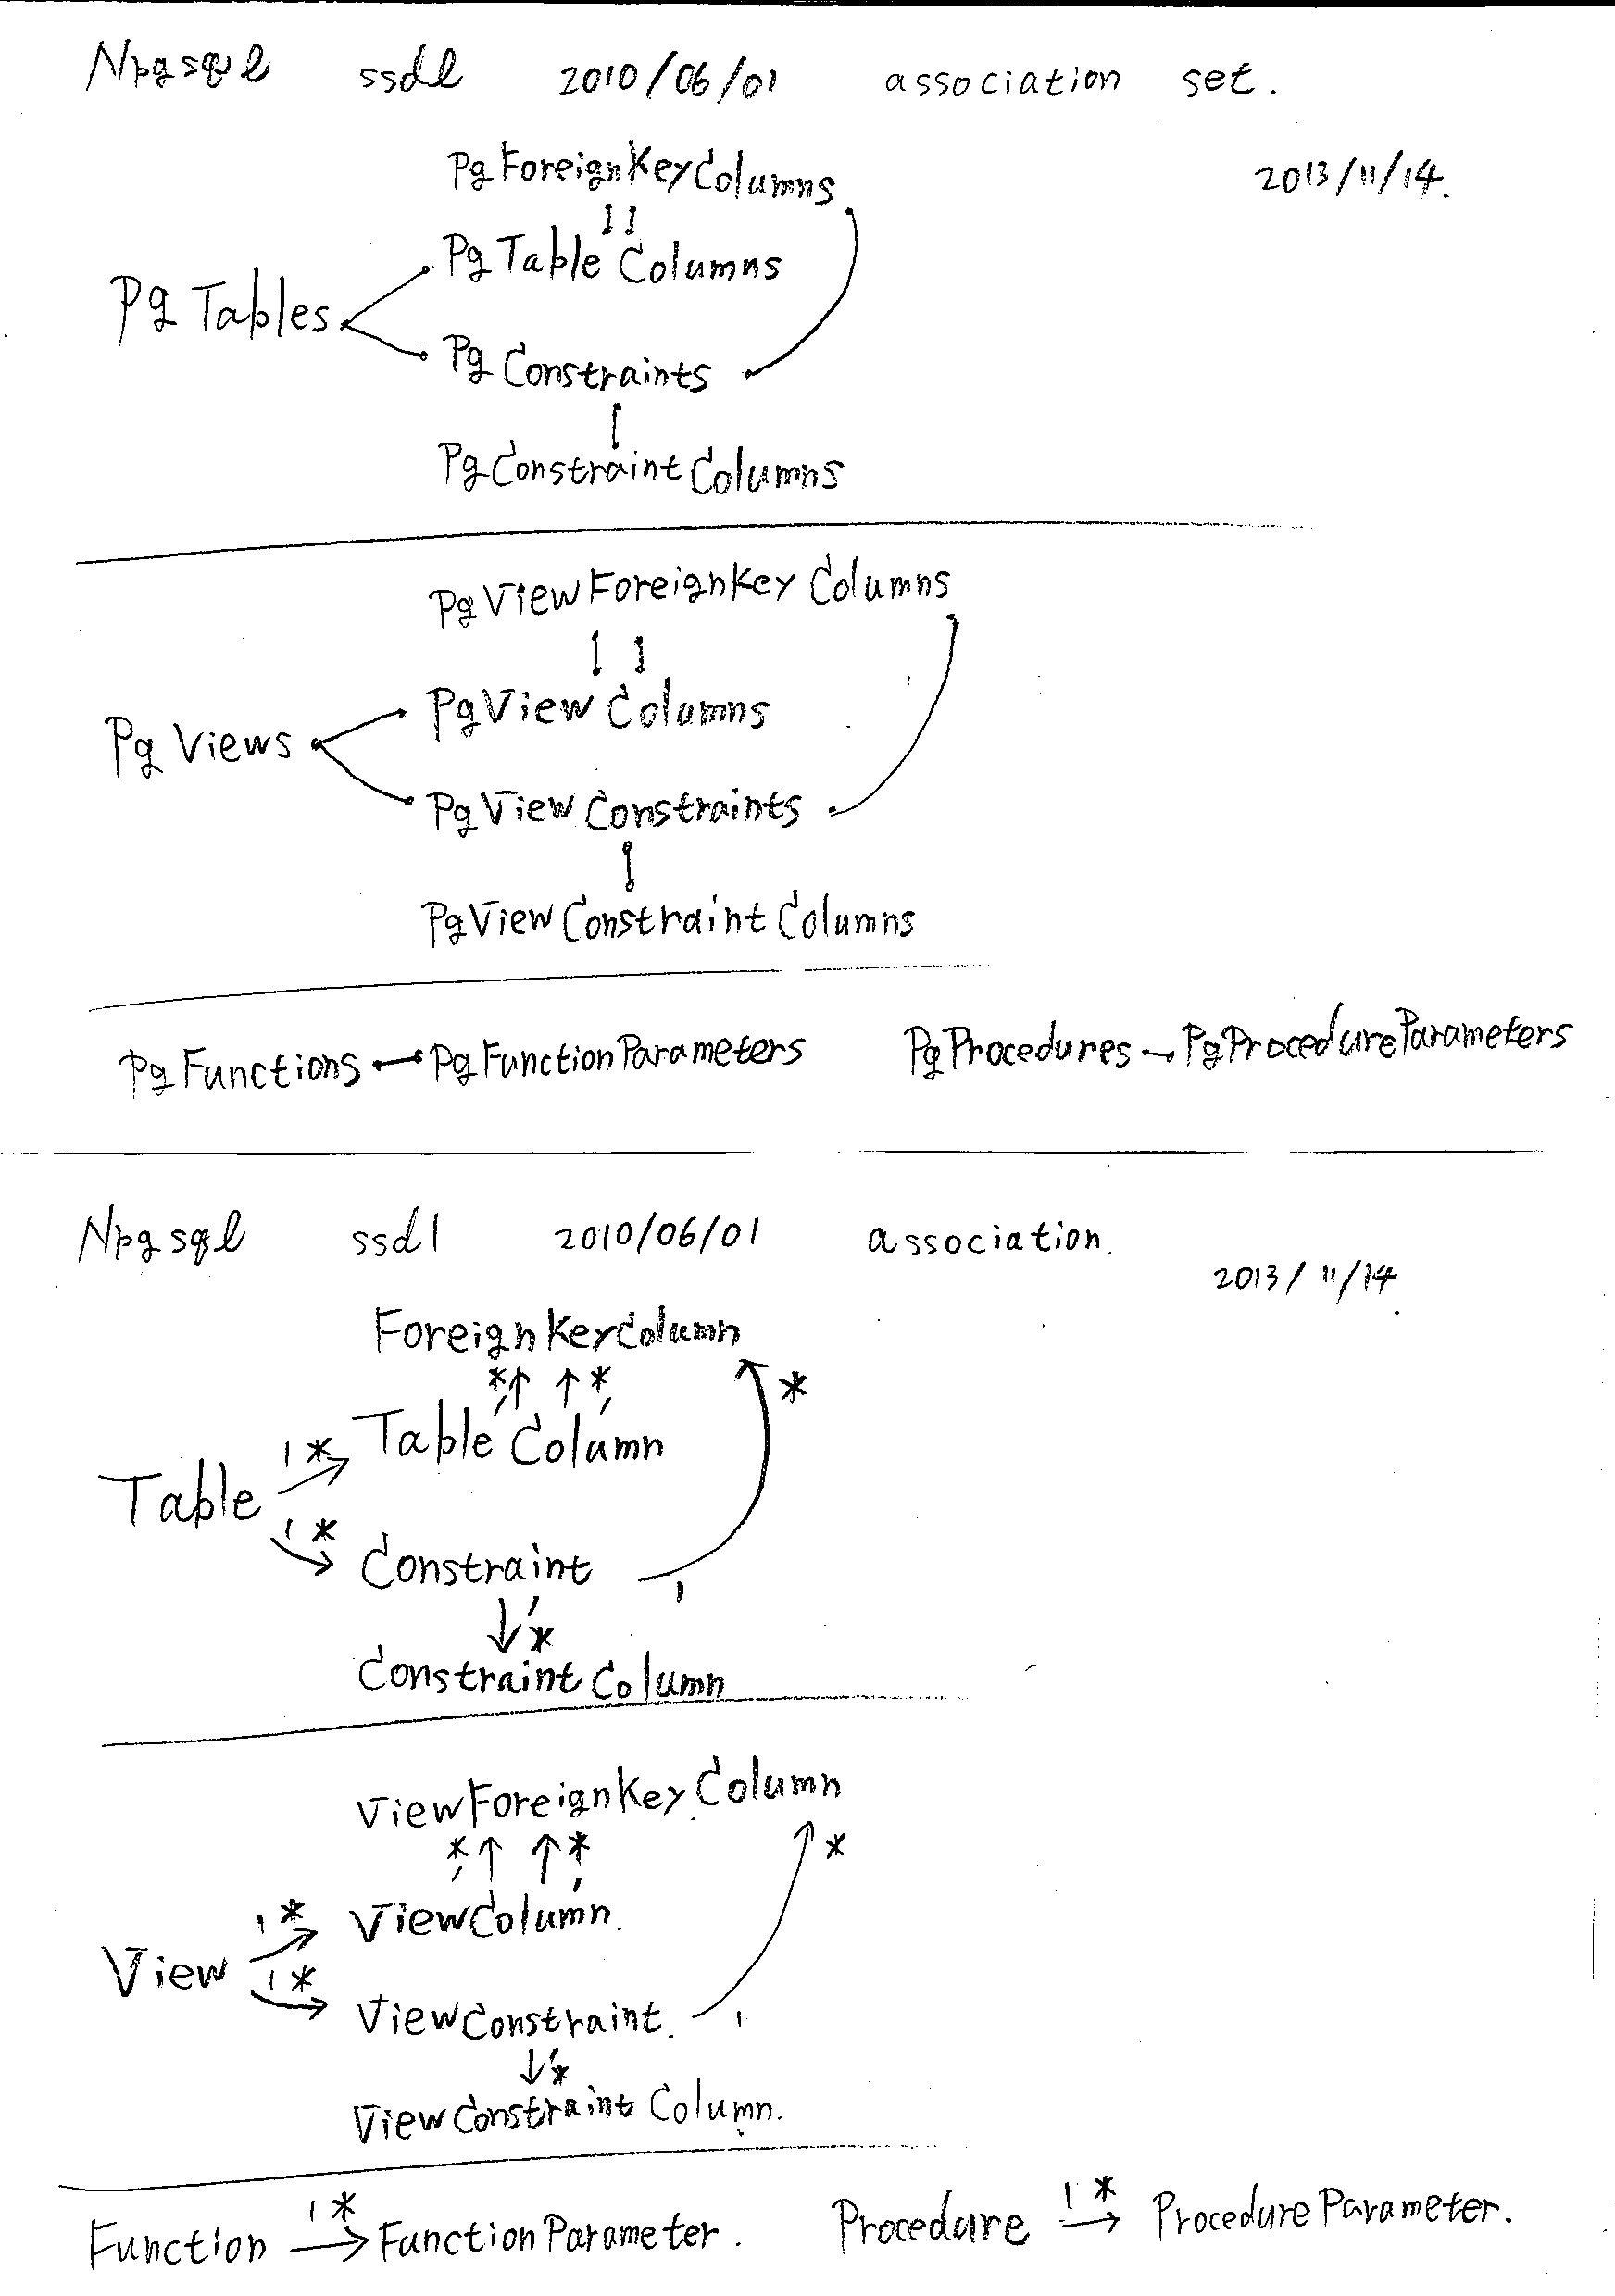 Npgsql ssdl 2010/06/01 association set.
2013/11/14.
PgForeignKeyColumns
PgTableColumns
PgTables
PgConstraints
PgConstraintColumns
PgViewForeignKeyColumns
PgViewColumns
PgViews
PgViewConstraints
PgViewConstraintColumns
PgFunctions PgFunctionParameters PgProcedures PgProcedureParameters
Npgsql ssdl 2010/06/01 association.
2013/11/14
ForeignKeyColumn
* * *
1 1
1 * TableColumn
Table
1 * Constraint
1
1
*
ConstraintColumn
ViewForeignKeyColumn
* * *
1 1
1 * ViewColumn.
View
1 *
ViewConstraint. 1
1
*
ViewConstraintColumn.
1 * 1 *
Function FunctionParameter. Procedure ProcedureParameter.